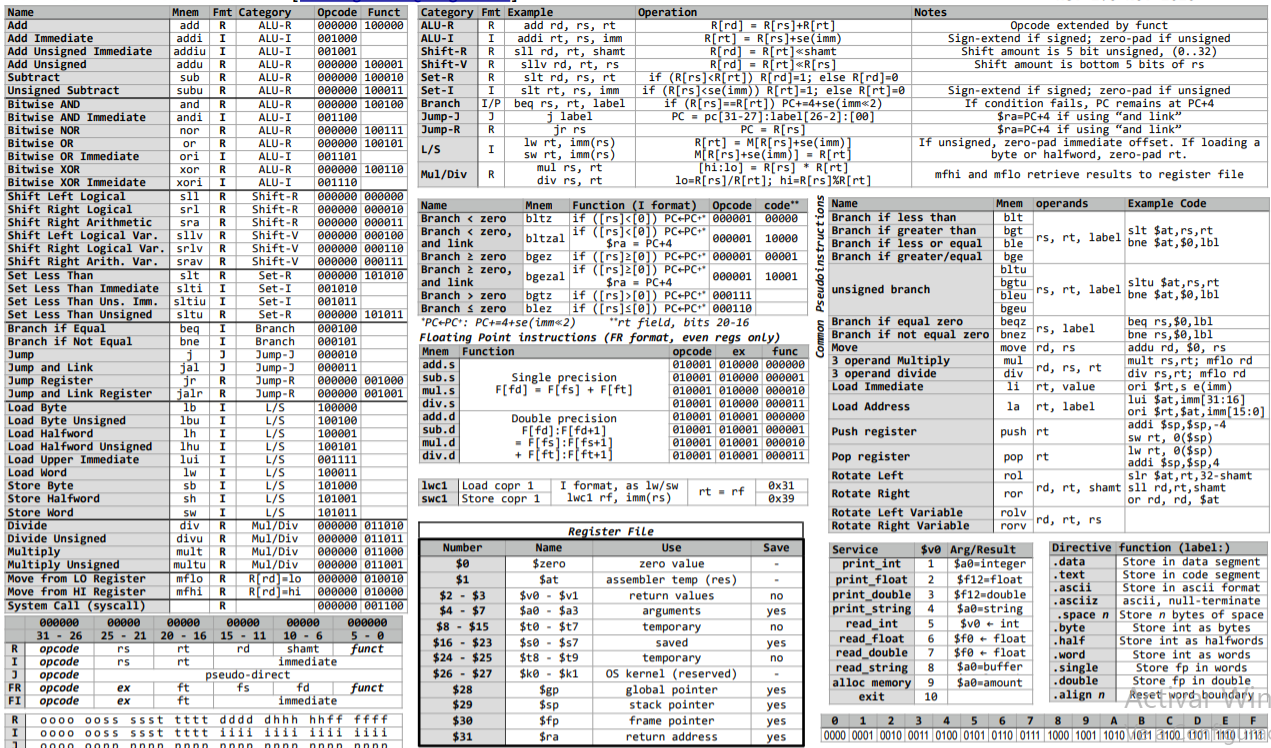 Name Mnem Fmt Category Opcode Funct
Add add R ALU-R 000000 100000
Add Immediate addi I ALU-I 001000
Add Unsigned Immediate addiu I ALU-I 001001
Add Unsigned addu R ALU-R 000000 100001
Subtract sub R ALU-R 000000 100010
Unsigned Subtract subu R ALU-R 000000 100011
Bitwise AND and R ALU-R 000000 100100
Bitwise AND Immediate andi I ALU-I 001100
Bitwise NOR nor R ALU-R 000000 100111
Bitwise OR or R ALU-R 000000 100101
Bitwise OR Immediate ori I ALU-I 001101
Bitwise XOR xor R ALU-R 000000 100110
Bitwise XOR Immeidate xori I ALU-I 001110
Shift Left Logical sll R Shift-R 000000 000000
Shift Right Logical srl R Shift-R 000000 000010
Shift Right Arithmetic sra R Shift-R 000000 000011
Shift Left Logical Var. sllv R Shift-V 000000 000100
Shift Right Logical Var. srlv R Shift-V 000000 000110
Shift Right Arith. Var. srav R Shift-V 000000 000111
Set Less Than slt R Set-R 000000 101010
Set Less Than Immediate slti I Set-I 001010
Set Less Than Uns. Imm. sltiu I Set-I 001011
Set Less Than Unsigned sltu R Set-R 000000 101011
Branch if Equal beq I Branch 000100
Branch if Not Equal bne I Branch 000101
Jump j J Jump-J 000010
Jump and Link jal J Jump-J 000011
Jump Register jr R Jump-R 000000 001000
Jump and Link Register jalr R Jump-R 000000 001001
Load Byte lb I L/S 100000
Load Byte Unsigned lbu I L/S 100100
Load Halfword lh I L/S 100001
Load Halfword Unsigned lhu I L/S 100101
Load Upper Immediate lui I L/S 001111
Load Word lw I L/S 100011
Store Byte sb I L/S 101000
Store Halfword sh I L/S 101001
Store Word sw I L/S 101011
Divide div R Mul/Div 000000 011010
Divide Unsigned divu R Mul/Div 000000 011011
Multiply mult R Mul/Div 000000 011000
Multiply Unsigned multu R Mul/Div 000000 011001
Move from LO Register mflo R R[rd]=lo 000000 010010
Move from HI Register mfhi R R[rd]=hi 000000 010000
System Call (syscall) R 000000 001100
000000 00000 00000 00000 00000 000000
31 - 26 25 - 21 20 - 16 15 - 11 10 - 6 5 - 0
R opcode rs rt rd shamt funct
I opcode rs rt immediate
J opcode pseudo-direct
FR opcode ex ft fs fd funct
FI opcode ex ft immediate
R oooo ooss ssst tttt dddd dhhh hhff ffff
I oooo ooss ssst tttt iiii iiii iiii iiii
Category Fmt Example Operation Notes
ALU-R R add rd, rs, rt R[rd] = R[rs]+R[rt] Opcode extended by funct
ALU-I I addi rt, rs, imm R[rt] = R[rs]+se(imm) Sign-extend if signed; zero-pad if unsigned
Shift-R R sll rd, rt, shamt R[rd] = R[rt]≪shamt Shift amount is 5 bit unsigned, (0..32)
Shift-V R sllv rd, rt, rs R[rd] = R[rt]≪R[rs] Shift amount is bottom 5 bits of rs
Set-R R slt rd, rs, rt if (R[rs]<R[rt]) R[rd]=1; else R[rd]=0
Set-I I slt rt, rs, imm if (R[rs]<se(imm)) R[rt]=1; else R[rt]=0 Sign-extend if signed; zero-pad if unsigned
Branch I/P beq rs, rt, label if (R[rs]==R[rt]) PC+=4+se(imm≪2) If condition fails, PC remains at PC+4
Jump-J J j label PC = pc[31-27]:label[26-2]:[00] $ra=PC+4 if using “and link”
Jump-R R jr rs PC = R[rs] $ra=PC+4 if using “and link”
L/S I lw rt, imm(rs) R[rt] = M[R[rs]+se(imm)] If unsigned, zero-pad immediate offset. If loading a
sw rt, imm(rs) M[R[rs]+se(imm)] = R[rt] byte or halfword, zero-pad rt.
Mul/Div R mul rs, rt [hi:lo] = R[rs] * R[rt] mfhi and mflo retrieve results to register file
div rs, rt lo=R[rs]/R[rt]; hi=R[rs]%R[rt]
Name Mnem Function (I format) Opcode code**
Branch < zero bltz if ([rs]<[0]) PC←PC⁺* 000001 00000
Branch < zero, and link bltzal if ([rs]<[0]) PC←PC⁺* $ra = PC+4 000001 10000
Branch ≥ zero bgez if ([rs]≥[0]) PC←PC⁺* 000001 00001
Branch ≥ zero, and link bgezal if ([rs]≥[0]) PC←PC⁺* $ra = PC+4 000001 10001
Branch > zero bgtz if ([rs]>[0]) PC←PC⁺* 000111
Branch ≤ zero blez if ([rs]≤[0]) PC←PC⁺* 000110
*PC←PC⁺: PC+=4+se(imm≪2) **rt field, bits 20-16
Floating Point instructions (FR format, even regs only)
Mnem Function opcode ex func
add.s 010001 010000 000000
sub.s Single precision 010001 010000 000001
mul.s F[fd] = F[fs] + F[ft] 010001 010000 000010
div.s 010001 010000 000011
add.d Double precision 010001 010001 000000
sub.d F[fd]:F[fd+1] 010001 010001 000001
mul.d = F[fs]:F[fs+1] 010001 010001 000010
div.d + F[ft]:F[ft+1] 010001 010001 000011
lwc1 Load copr 1 I format, as lw/sw rt = rf 0x31
swc1 Store copr 1 lwc1 rf, imm(rs) 0x39
Register File
Number Name Use Save
$0 $zero zero value -
$1 $at assembler temp (res) -
$2 - $3 $v0 - $v1 return values no
$4 - $7 $a0 - $a3 arguments yes
$8 - $15 $t0 - $t7 temporary no
$16 - $23 $s0 - $s7 saved yes
$24 - $25 $t8 - $t9 temporary no
$26 - $27 $k0 - $k1 OS kernel (reserved) -
$28 $gp global pointer yes
$29 $sp stack pointer yes
$30 $fp frame pointer yes
$31 $ra return address yes
Common Pseudoinstructions
Name Mnem operands Example Code
Branch if less than blt rs, rt, label slt $at,rs,rt
Branch if greater than bgt bne $at,$0,lbl
Branch if less or equal ble
Branch if greater/equal bge
unsigned branch bltu rs, rt, label sltu $at,rs,rt
bgtu bne $at,$0,lbl
bleu
bgeu
Branch if equal zero beqz rs, label beq rs,$0,lbl
Branch if not equal zero bnez bne rs,$0,lbl
Move move rd, rs addu rd, $0, rs
3 operand Multiply mul rd, rs, rt mult rs,rt; mflo rd
3 operand divide div div rs,rt; mflo rd
Load Immediate li rt, value ori $rt,s e(imm)
Load Address la rt, label lui $at,imm[31:16]
ori $rt,$at,imm[15:0]
Push register push rt addi $sp,$sp,-4
sw rt, 0($sp)
Pop register pop rt lw rt, 0($sp)
addi $sp,$sp,4
Rotate Left rol rd, rt, shamt slr $at,rt,32-shamt
Rotate Right ror sll rd,rt,shamt
or rd, rd, $at
Rotate Left Variable rolv rd, rt, rs
Rotate Right Variable rorv
Service $v0 Arg/Result
print_int 1 $a0=integer
print_float 2 $f12=float
print_double 3 $f12=double
print_string 4 $a0=string
read_int 5 $v0 ← int
read_float 6 $f0 ← float
read_double 7 $f0 ← float
read_string 8 $a0=buffer
alloc memory 9 $a0=amount
exit 10
Directive function (label:)
.data Store in data segment
.text Store in code segment
.ascii Store in ascii format
.asciiz ascii, null-terminate
.space n Store n bytes of space
.byte Store int as bytes
.half Store int as halfwords
.word Store int as words
.single Store fp in words
.double Store fp in double
.align n Reset word boundary
Activar Win
0 1 2 3 4 5 6 7 8 9 A B C D E F
0000 0001 0010 0011 0100 0101 0110 0111 1000 1001 1010 1011 1100 1101 1110 1111